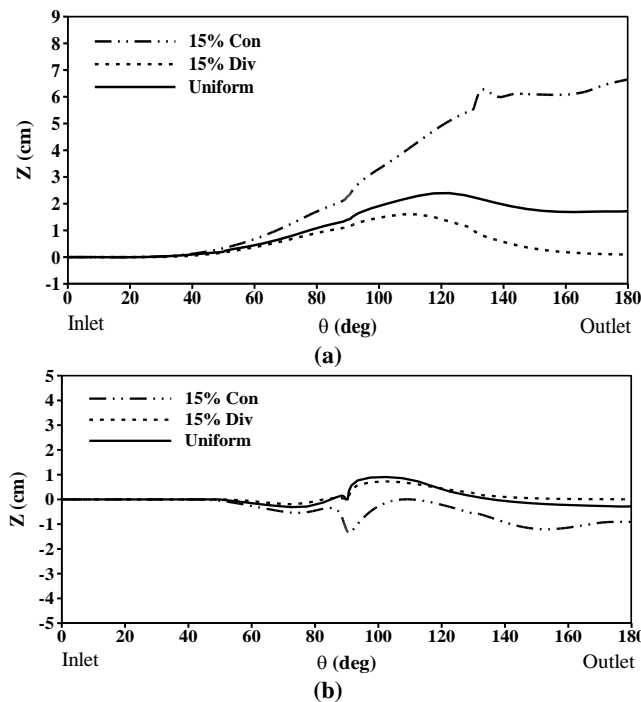 9
8
7
6
5
4
3
2
1
0
-1
Z (cm)
15% Con
15% Div
Uniform
0 20 40 60 80 100 120 140 160 180
Inlet θ (deg) Outlet
(a)
5
4
3
2
1
0
-1
-2
-3
-4
-5
Z (cm)
15% Con
15% Div
Uniform
0 20 40 60 80 100 120 140 160 180
Inlet θ (deg) Outlet
(b)